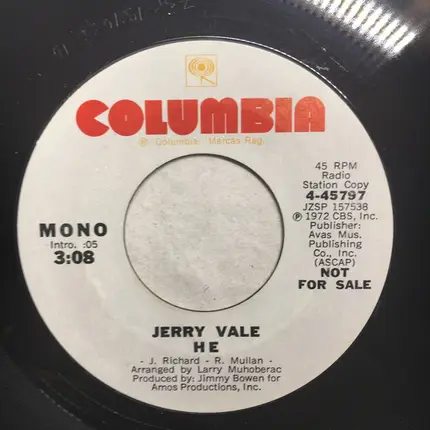 COLUMBIA
® Columbia. Marcas Reg.
45 RPM
Radio
Station Copy
4-45797
JZSP 157538
Ⓟ 1972 CBS, Inc.
Publisher:
Avas Mus.
Publishing
Co., Inc.
(ASCAP)
NOT
FOR SALE
MONO
Intro. :05
3:08
JERRY VALE
HE
- J. Richard - R. Mullan -
Arranged by Larry Muhoberac
Produced by: Jimmy Bowen for
Amos Productions, Inc.